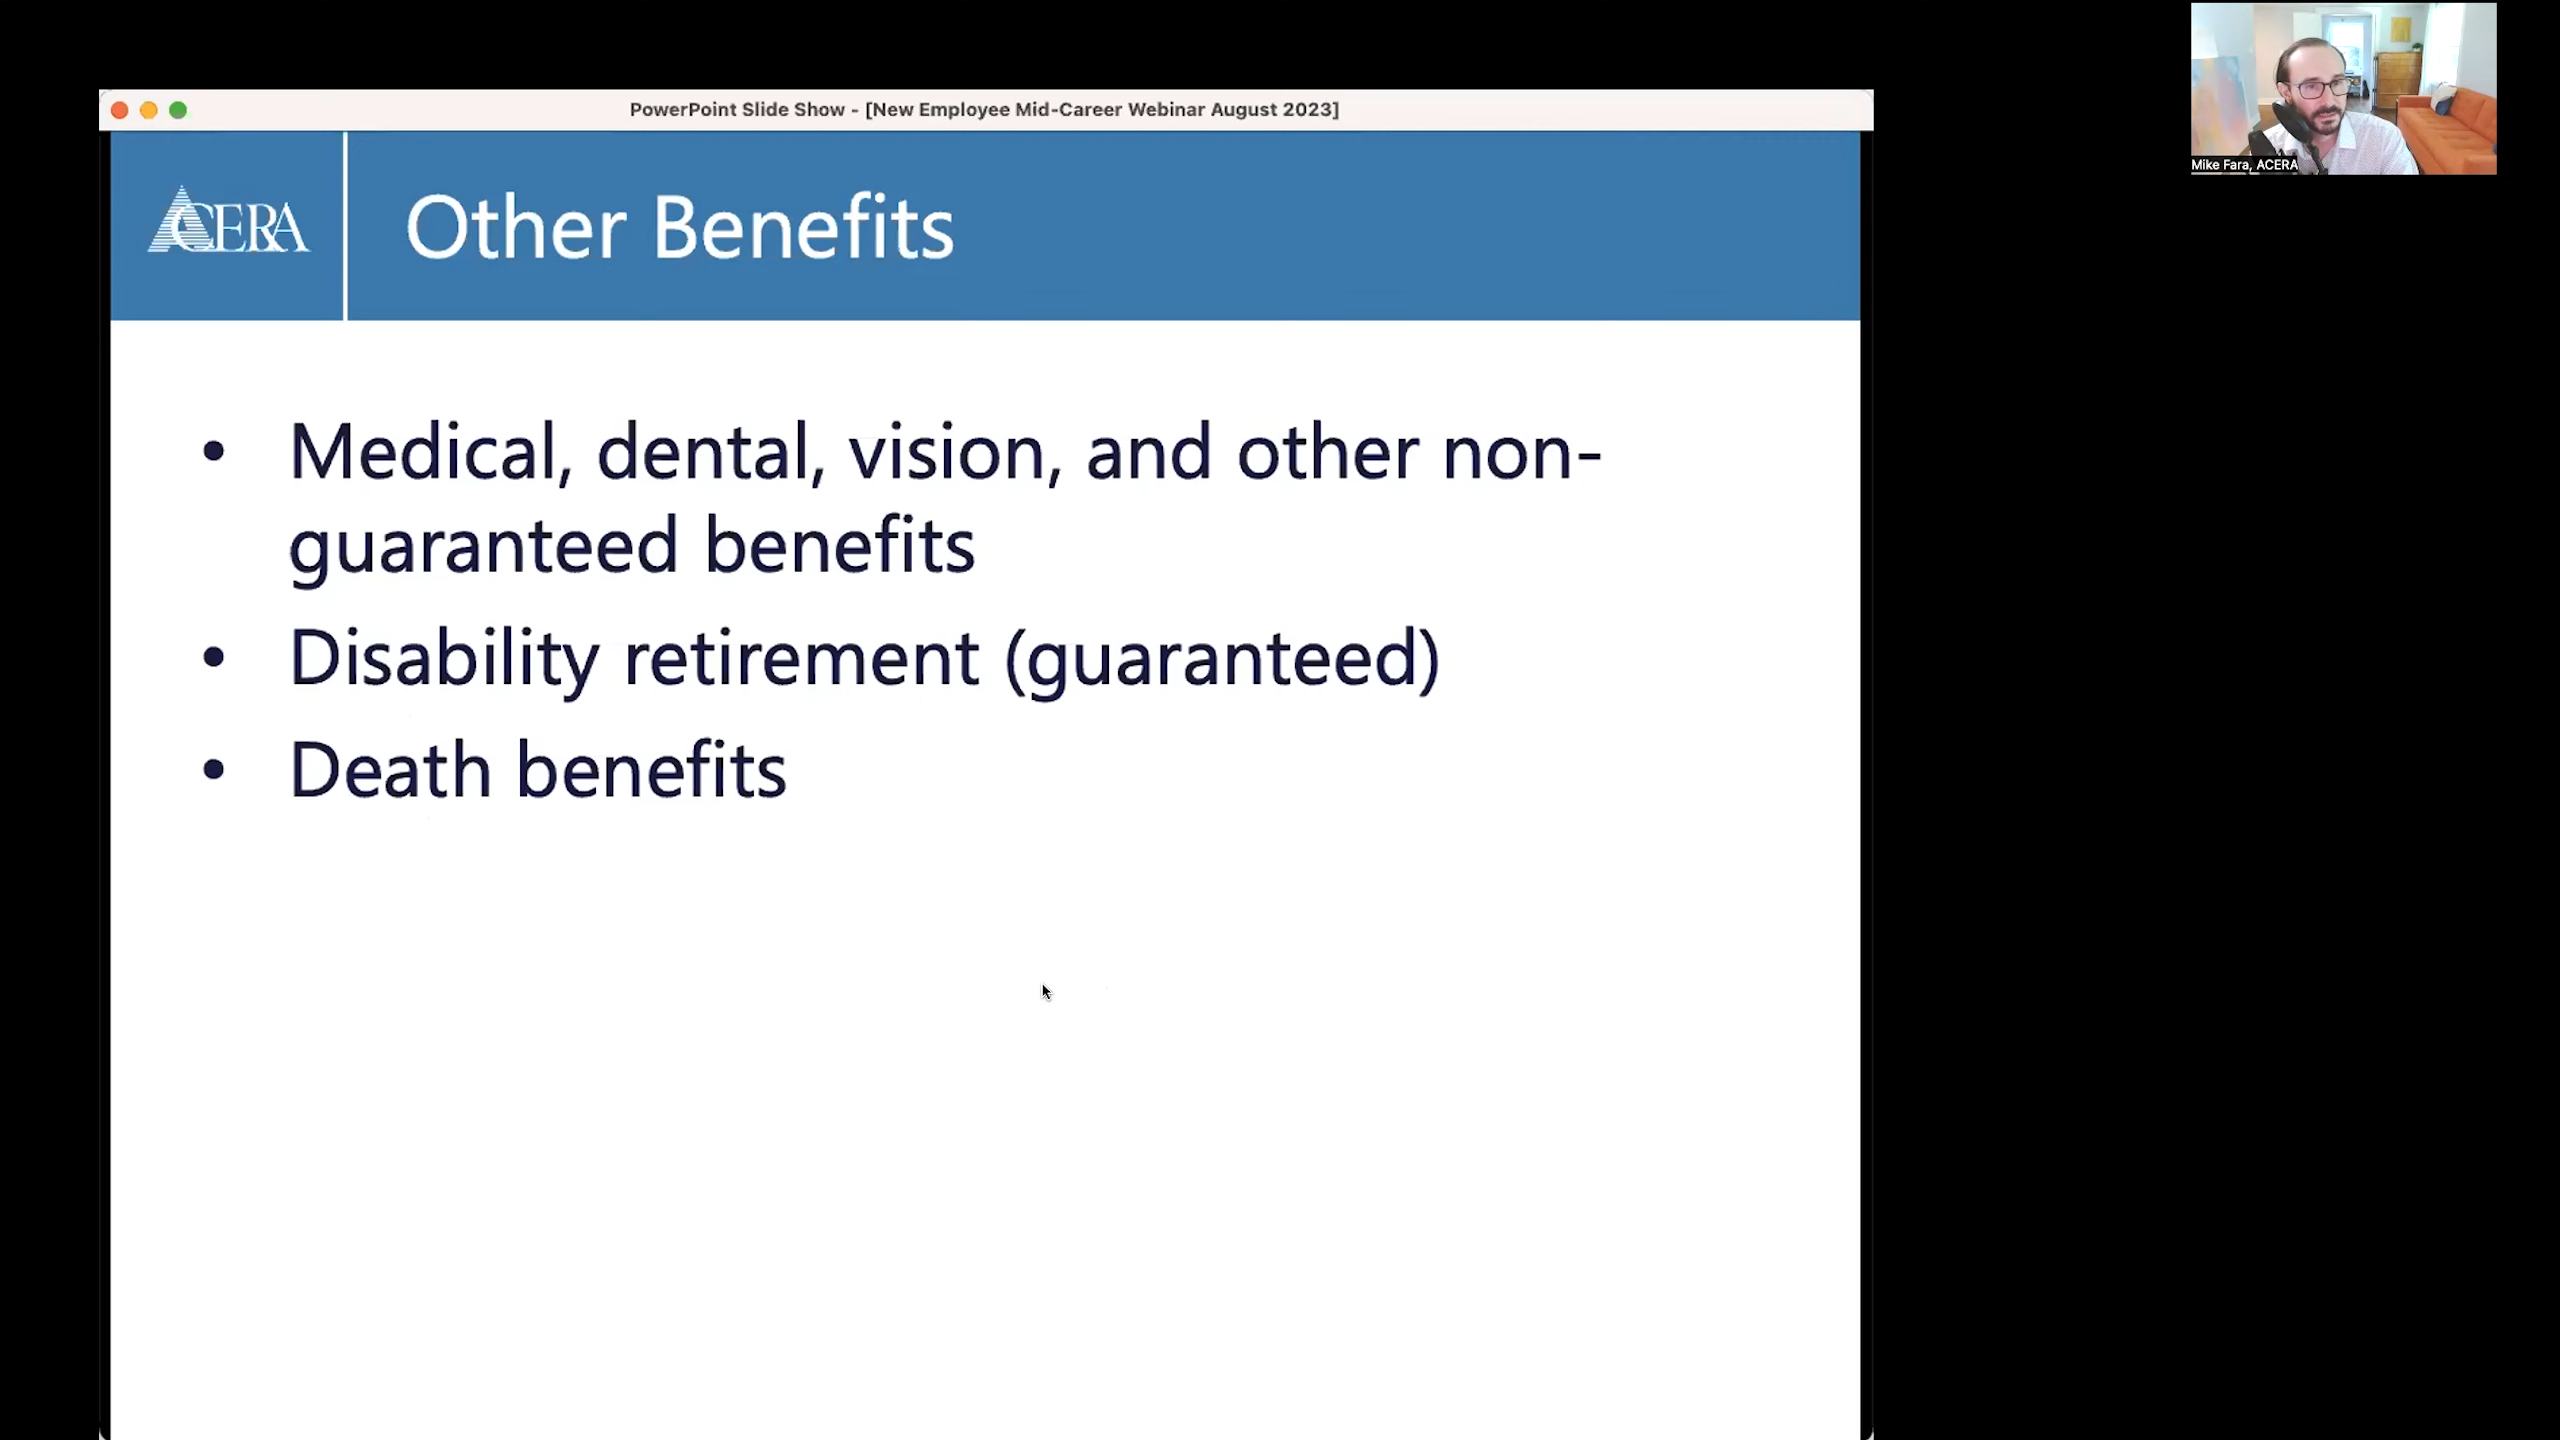 PowerPoint Slide Show - [New Employee Mid-Career Webinar August 2023]
Mike Fara, ACERA
ACERA
Other Benefits
• Medical, dental, vision, and other non-
guaranteed benefits
• Disability retirement (guaranteed)
• Death benefits